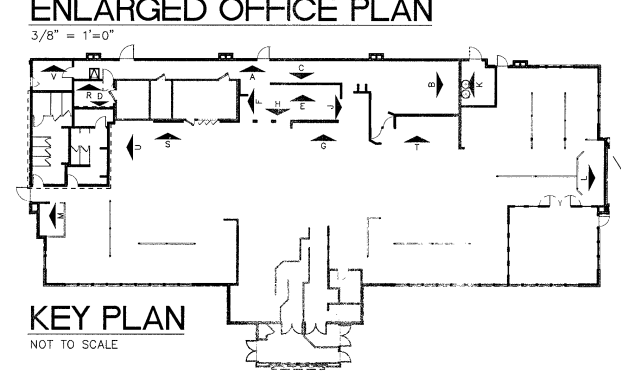 ENLARGED OFFICE PLAN
3/8" = 1'=0"
V
A
C
R D
F
H
E
J
B
K
U
S
G
T
L
M
Y
KEY PLAN
NOT TO SCALE